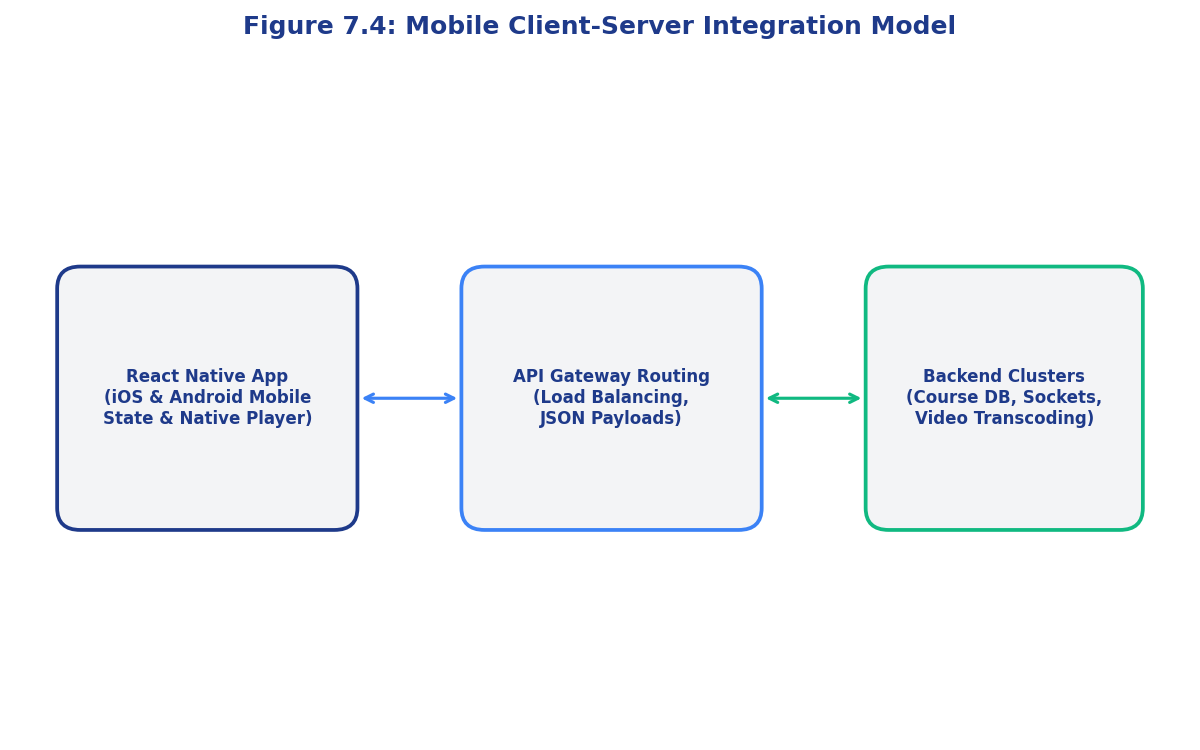 Figure 7.4: Mobile Client-Server Integration Model
React Native App
(iOS & Android Mobile
State & Native Player)
API Gateway Routing
(Load Balancing,
JSON Payloads)
Backend Clusters
(Course DB, Sockets,
Video Transcoding)